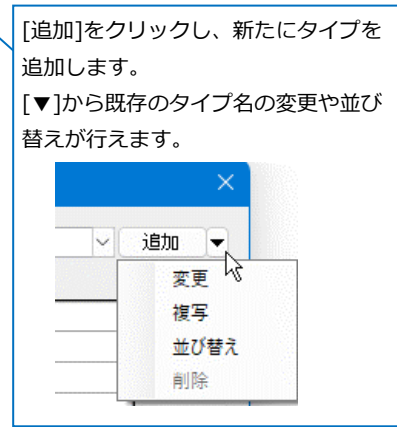 [追加]をクリックし、新たにタイプを
追加します。
[▼]から既存のタイプ名の変更や並び
替えが行えます。
追加 ▼
変更
複写
並び替え
削除